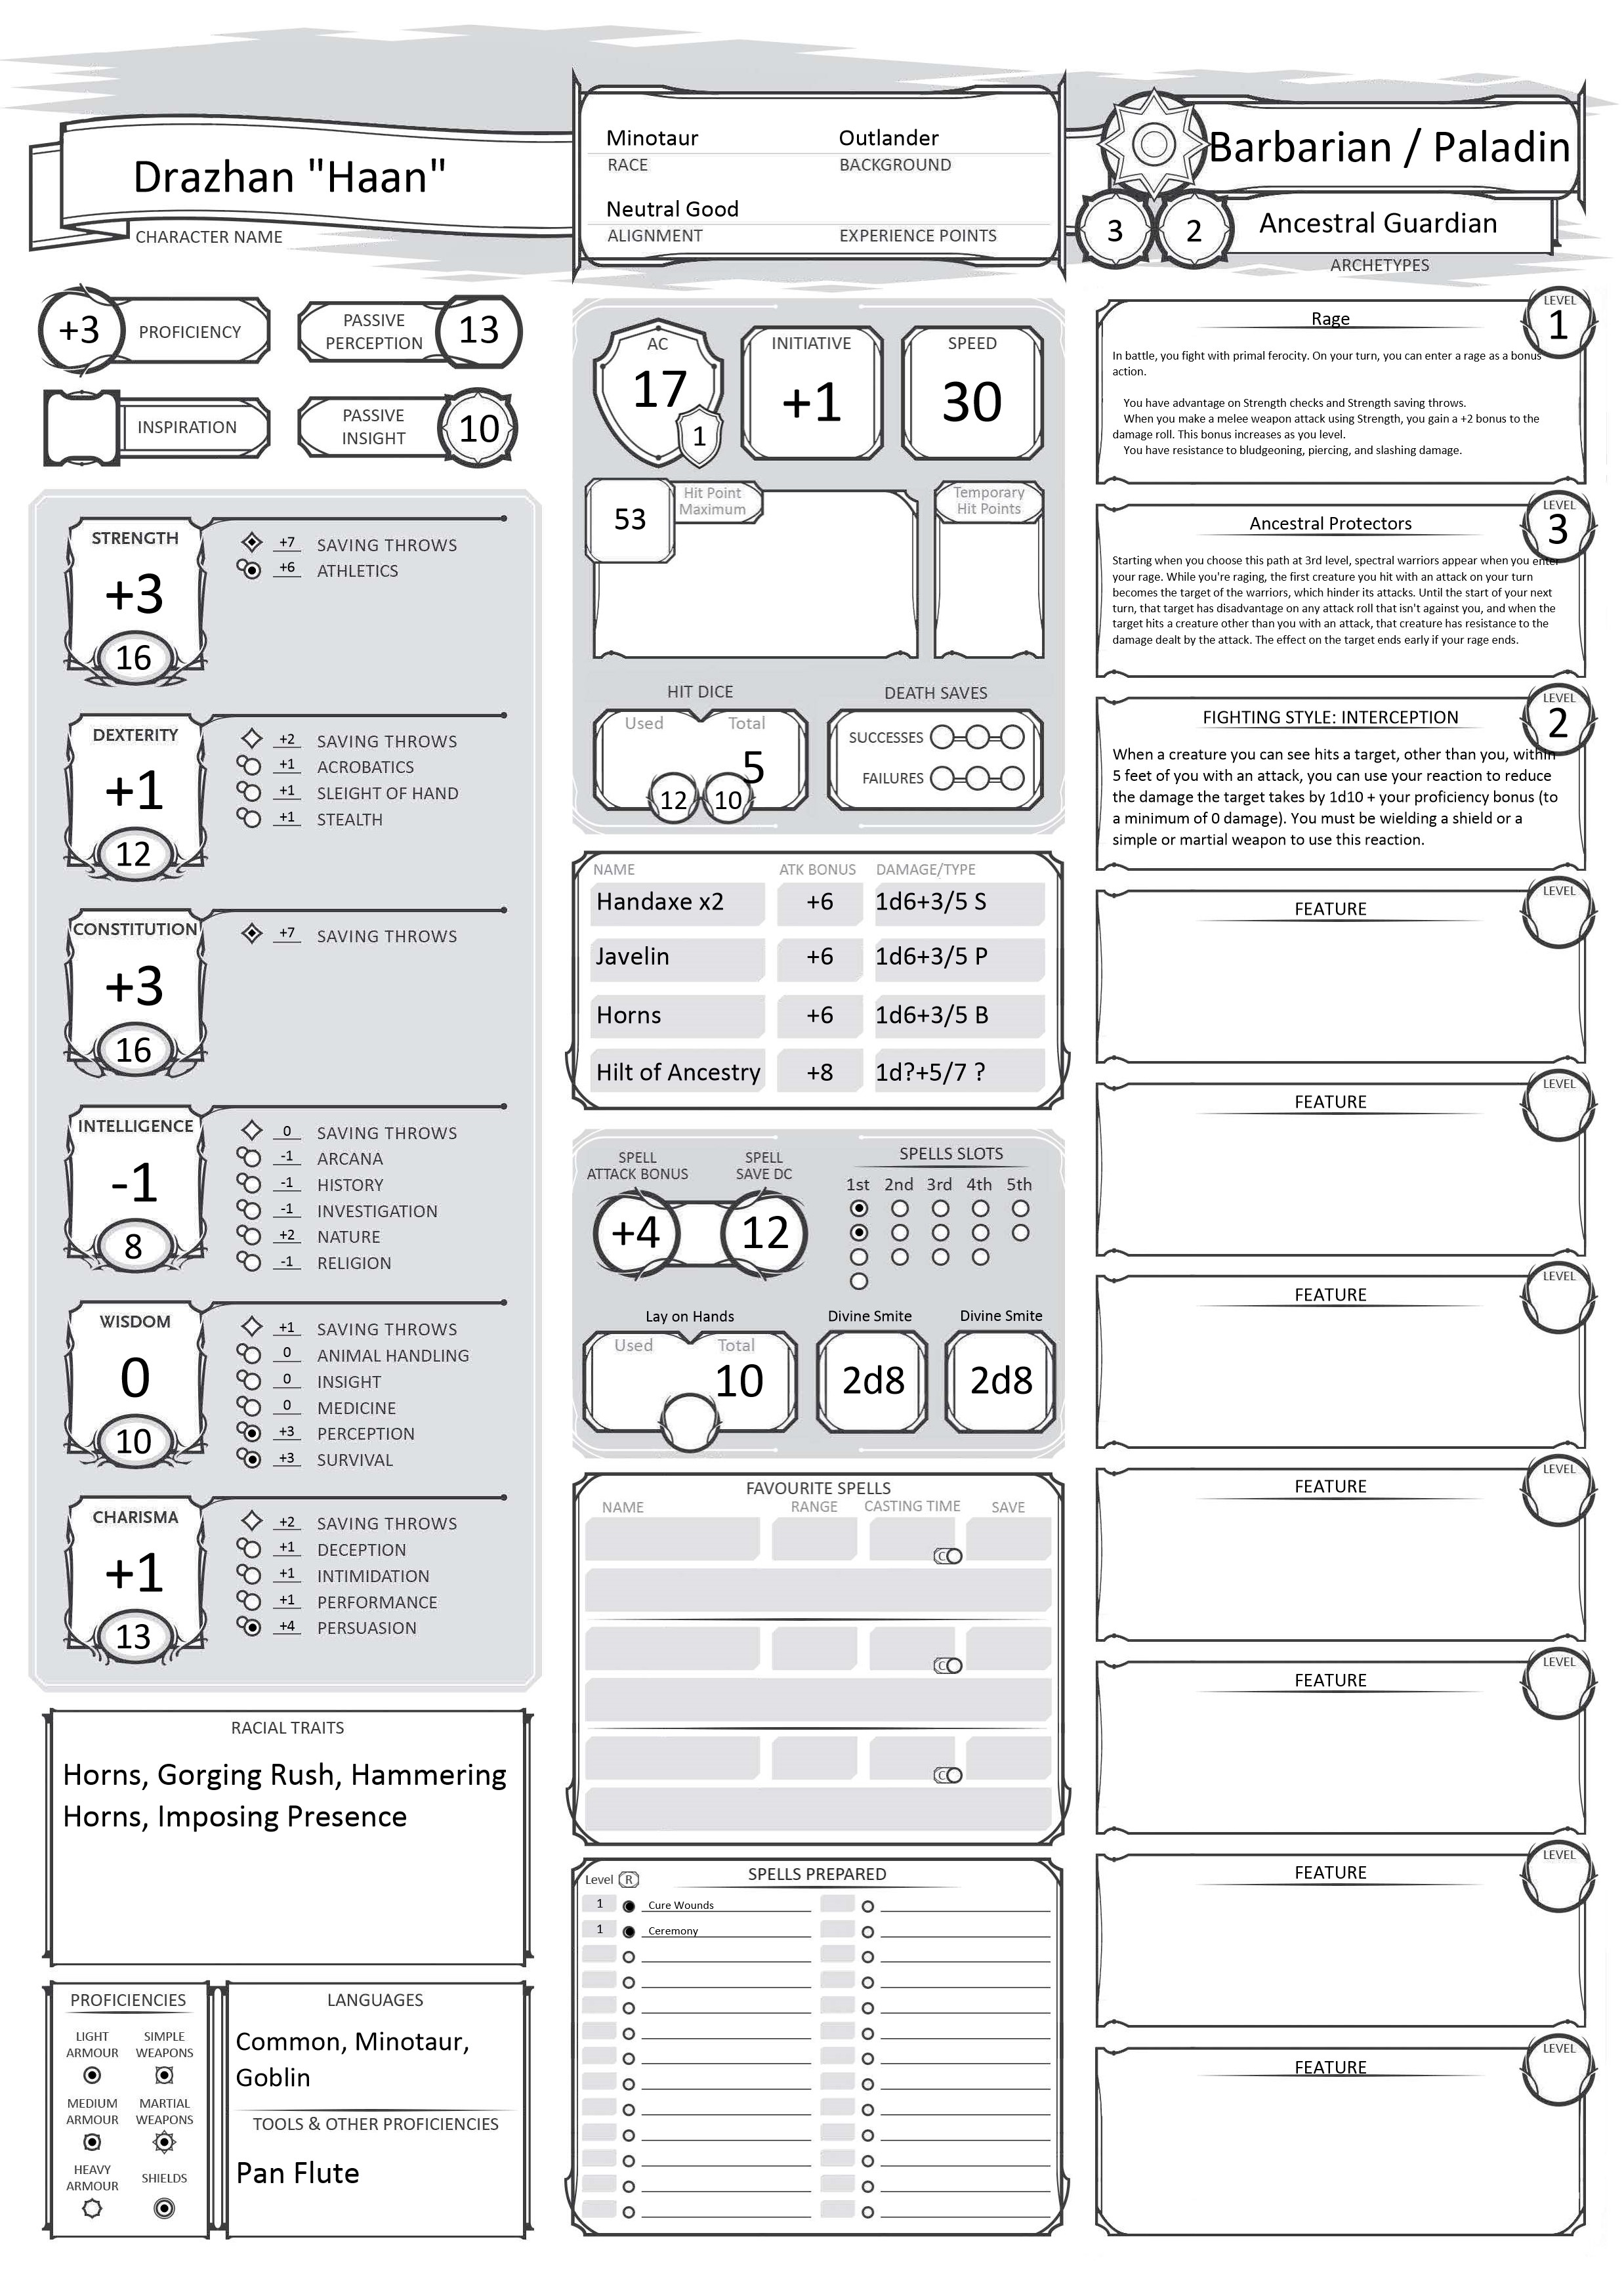 Drazhan "Haan"
CHARACTER NAME
Minotaur
RACE
Outlander
BACKGROUND
Neutral Good
ALIGNMENT
EXPERIENCE POINTS
Barbarian / Paladin
3
2
Ancestral Guardian
ARCHETYPES
+3
PROFICIENCY
PASSIVE
PERCEPTION
13
INSPIRATION
PASSIVE
INSIGHT
10
STRENGTH
+3
16
+7 SAVING THROWS
+6 ATHLETICS
DEXTERITY
+1
12
+2 SAVING THROWS
+1 ACROBATICS
+1 SLEIGHT OF HAND
+1 STEALTH
CONSTITUTION
+3
16
+7 SAVING THROWS
INTELLIGENCE
-1
8
0 SAVING THROWS
-1 ARCANA
-1 HISTORY
-1 INVESTIGATION
+2 NATURE
-1 RELIGION
WISDOM
0
10
+1 SAVING THROWS
0 ANIMAL HANDLING
0 INSIGHT
0 MEDICINE
+3 PERCEPTION
+3 SURVIVAL
CHARISMA
+1
13
+2 SAVING THROWS
+1 DECEPTION
+1 INTIMIDATION
+1 PERFORMANCE
+4 PERSUASION
RACIAL TRAITS
Horns, Gorging Rush, Hammering
Horns, Imposing Presence
PROFICIENCIES
LIGHT
ARMOUR
SIMPLE
WEAPONS
MEDIUM
ARMOUR
MARTIAL
WEAPONS
HEAVY
ARMOUR
SHIELDS
LANGUAGES
Common, Minotaur,
Goblin
TOOLS & OTHER PROFICIENCIES
Pan Flute
AC
17
1
INITIATIVE
+1
SPEED
30
53
Hit Point
Maximum
Temporary
Hit Points
HIT DICE
Used Total
5
12 10
DEATH SAVES
SUCCESSES
FAILURES
NAME ATK BONUS DAMAGE/TYPE
Handaxe x2 +6 1d6+3/5 S
Javelin +6 1d6+3/5 P
Horns +6 1d6+3/5 B
Hilt of Ancestry +8 1d?+5/7 ?
SPELL
ATTACK BONUS
+4
SPELL
SAVE DC
12
SPELLS SLOTS
1st 2nd 3rd 4th 5th
Lay on Hands
Used Total
10
Divine Smite
2d8
Divine Smite
2d8
FAVOURITE SPELLS
NAME RANGE CASTING TIME SAVE
C
C
C
Level R SPELLS PREPARED
1 Cure Wounds
1 Ceremony
Rage
LEVEL
1
In battle, you fight with primal ferocity. On your turn, you can enter a rage as a bonus
action.
You have advantage on Strength checks and Strength saving throws.
When you make a melee weapon attack using Strength, you gain a +2 bonus to the
damage roll. This bonus increases as you level.
You have resistance to bludgeoning, piercing, and slashing damage.
Ancestral Protectors
LEVEL
3
Starting when you choose this path at 3rd level, spectral warriors appear when you enter
your rage. While you're raging, the first creature you hit with an attack on your turn
becomes the target of the warriors, which hinder its attacks. Until the start of your next
turn, that target has disadvantage on any attack roll that isn't against you, and when the
target hits a creature other than you with an attack, that creature has resistance to the
damage dealt by the attack. The effect on the target ends early if your rage ends.
FIGHTING STYLE: INTERCEPTION
LEVEL
2
When a creature you can see hits a target, other than you, within
5 feet of you with an attack, you can use your reaction to reduce
the damage the target takes by 1d10 + your proficiency bonus (to
a minimum of 0 damage). You must be wielding a shield or a
simple or martial weapon to use this reaction.
FEATURE
LEVEL
FEATURE
LEVEL
FEATURE
LEVEL
FEATURE
LEVEL
FEATURE
LEVEL
FEATURE
LEVEL
FEATURE
LEVEL